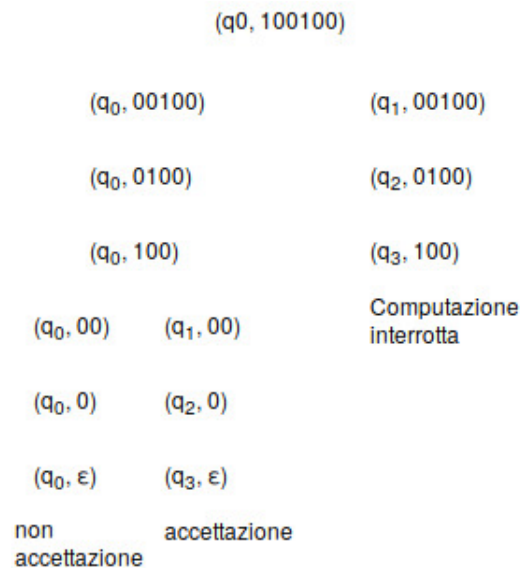 (q0, 100100)
(q₀, 00100) (q₁, 00100)
(q₀, 0100) (q₂, 0100)
(q₀, 100) (q₃, 100)
Computazione
interrotta
(q₀, 00) (q₁, 00)
(q₀, 0) (q₂, 0)
(q₀, ε) (q₃, ε)
non
accettazione
accettazione